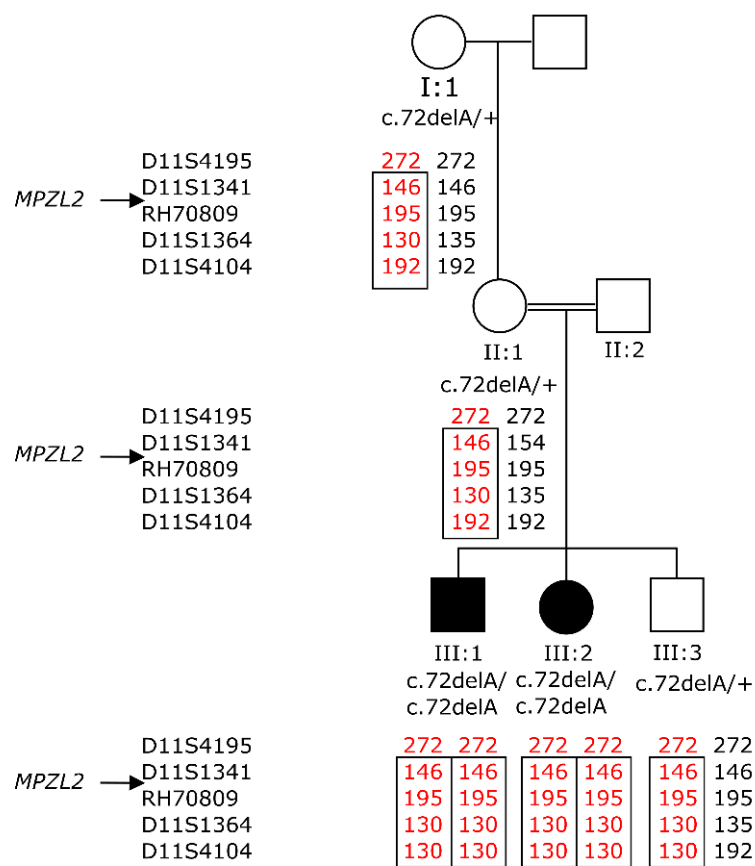 I:1
c.72delA/+
D11S4195 272 272
D11S1341 146 146
MPZL2
RH70809 195 195
D11S1364 130 135
D11S4104 192 192
II:1 II:2
c.72delA/+
D11S4195 272 272
D11S1341 146 154
MPZL2
RH70809 195 195
D11S1364 130 135
D11S4104 192 192
III:1 III:2 III:3
c.72delA/ c.72delA/ c.72delA/+
c.72delA c.72delA
D11S4195 272 272 272 272 272 272
D11S1341 146 146 146 146 146 146
MPZL2
RH70809 195 195 195 195 195 195
D11S1364 130 130 130 130 130 135
D11S4104 130 130 130 130 130 192